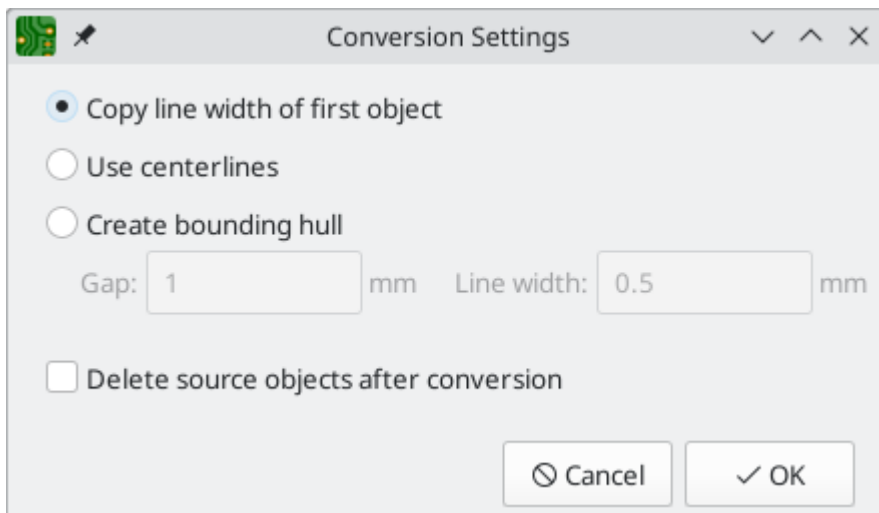 Conversion Settings
Copy line width of first object
Use centerlines
Create bounding hull
Gap: 1 mm Line width: 0.5 mm
Delete source objects after conversion
Cancel OK